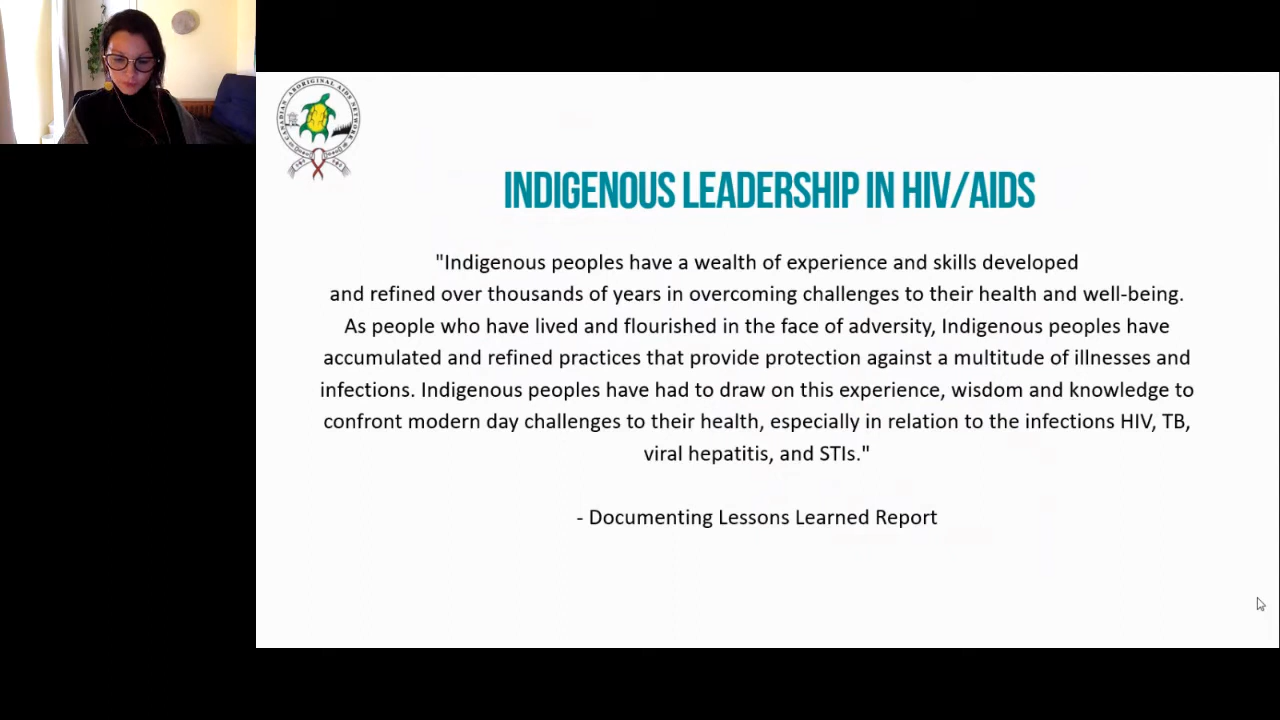 CANADIAN ABORIGINAL AIDS NETWORK
INDIGENOUS LEADERSHIP IN HIV/AIDS
"Indigenous peoples have a wealth of experience and skills developed
and refined over thousands of years in overcoming challenges to their health and well-being.
As people who have lived and flourished in the face of adversity, Indigenous peoples have
accumulated and refined practices that provide protection against a multitude of illnesses and
infections. Indigenous peoples have had to draw on this experience, wisdom and knowledge to
confront modern day challenges to their health, especially in relation to the infections HIV, TB,
viral hepatitis, and STIs."
- Documenting Lessons Learned Report